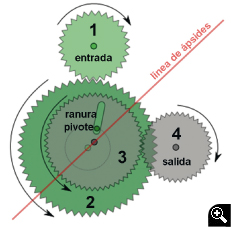 1
entrada
línea de ápsides
ranura
pivote
3
4
salida
2